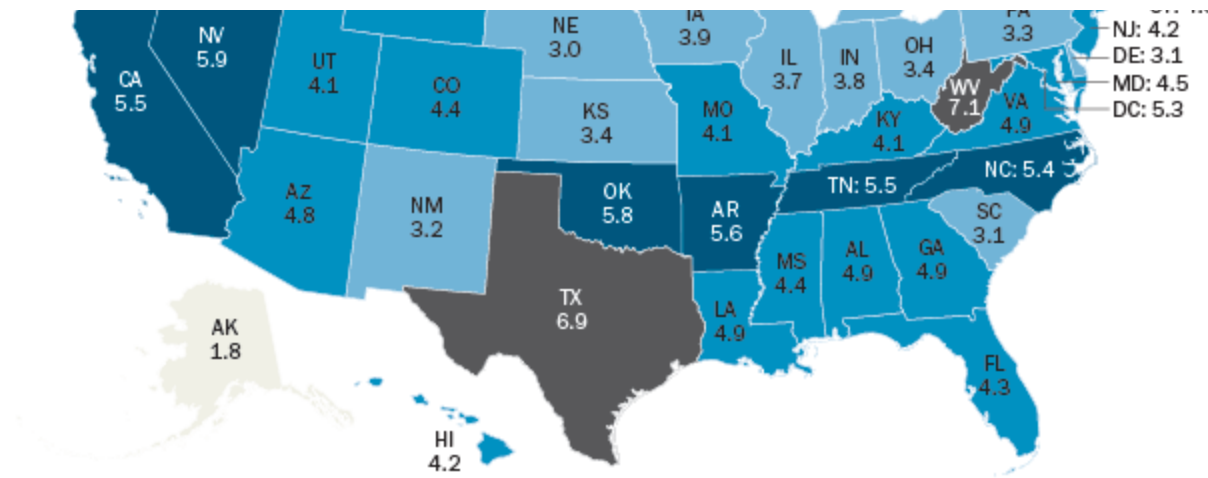 NV
5.9
CA
5.5
UT
4.1
CO
4.4
NE
3.0
KS
3.4
IA
3.9
MO
4.1
IL
3.7
IN
3.8
OH
3.4
PA
3.3
NJ: 4.2
DE: 3.1
MD: 4.5
DC: 5.3
WV
7.1
VA
4.9
KY
4.1
TN: 5.5
NC: 5.4
SC
3.1
AZ
4.8
NM
3.2
OK
5.8
AR
5.6
TX
6.9
LA
4.9
MS
4.4
AL
4.9
GA
4.9
FL
4.3
AK
1.8
HI
4.2